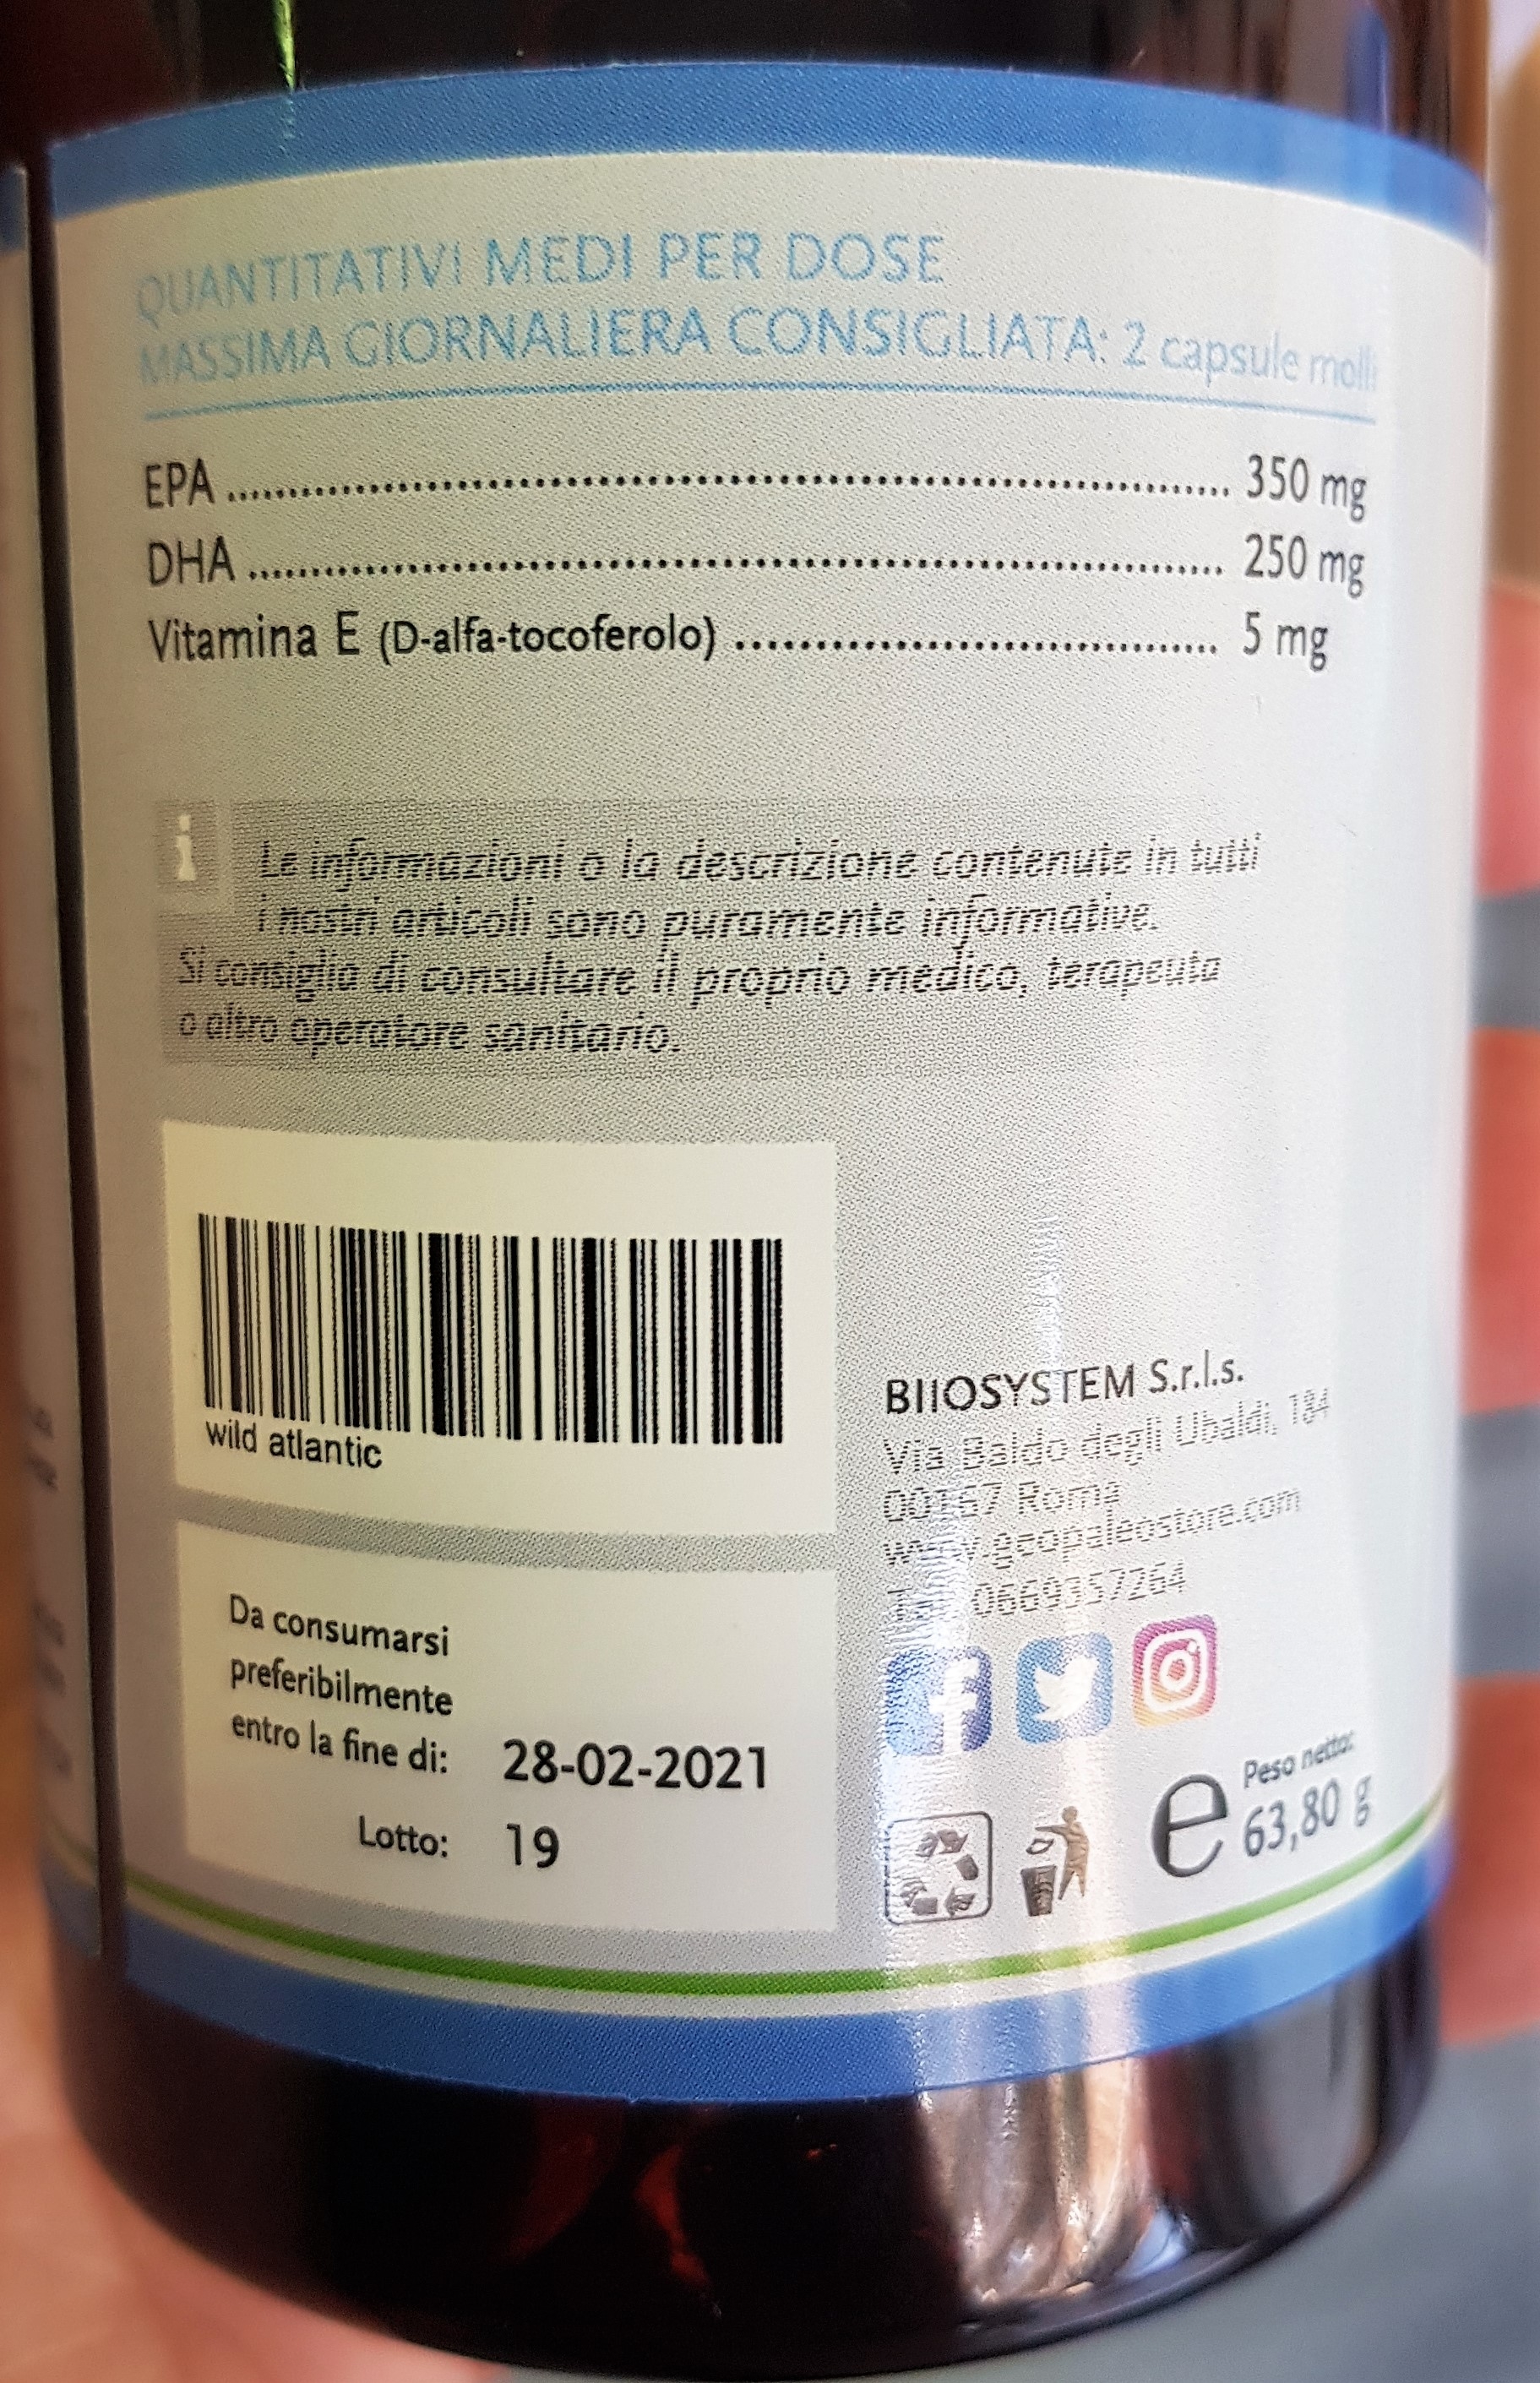 QUANTITATIVI MEDI PER DOSE
MASSIMA GIORNALIERA CONSIGLIATA: 2 capsule molli
EPA ........ 350 mg
DHA ........ 250 mg
Vitamina E (D-alfa-tocoferolo) ........ 5 mg
i
Le informazioni o la descrizione contenute in tutti
i nostri articoli sono puramente informative.
Si consiglia di consultare il proprio medico, terapeuta
o altro operatore sanitario.
wild atlantic
BIIOSYSTEM S.r.l.s.
Via Baldo degli Ubaldi, 184
00167 Roma
www.geopaleostore.com
0669357264
Da consumarsi
preferibilmente
entro la fine di: 28-02-2021
Lotto: 19
e Peso netto:
63,80 g